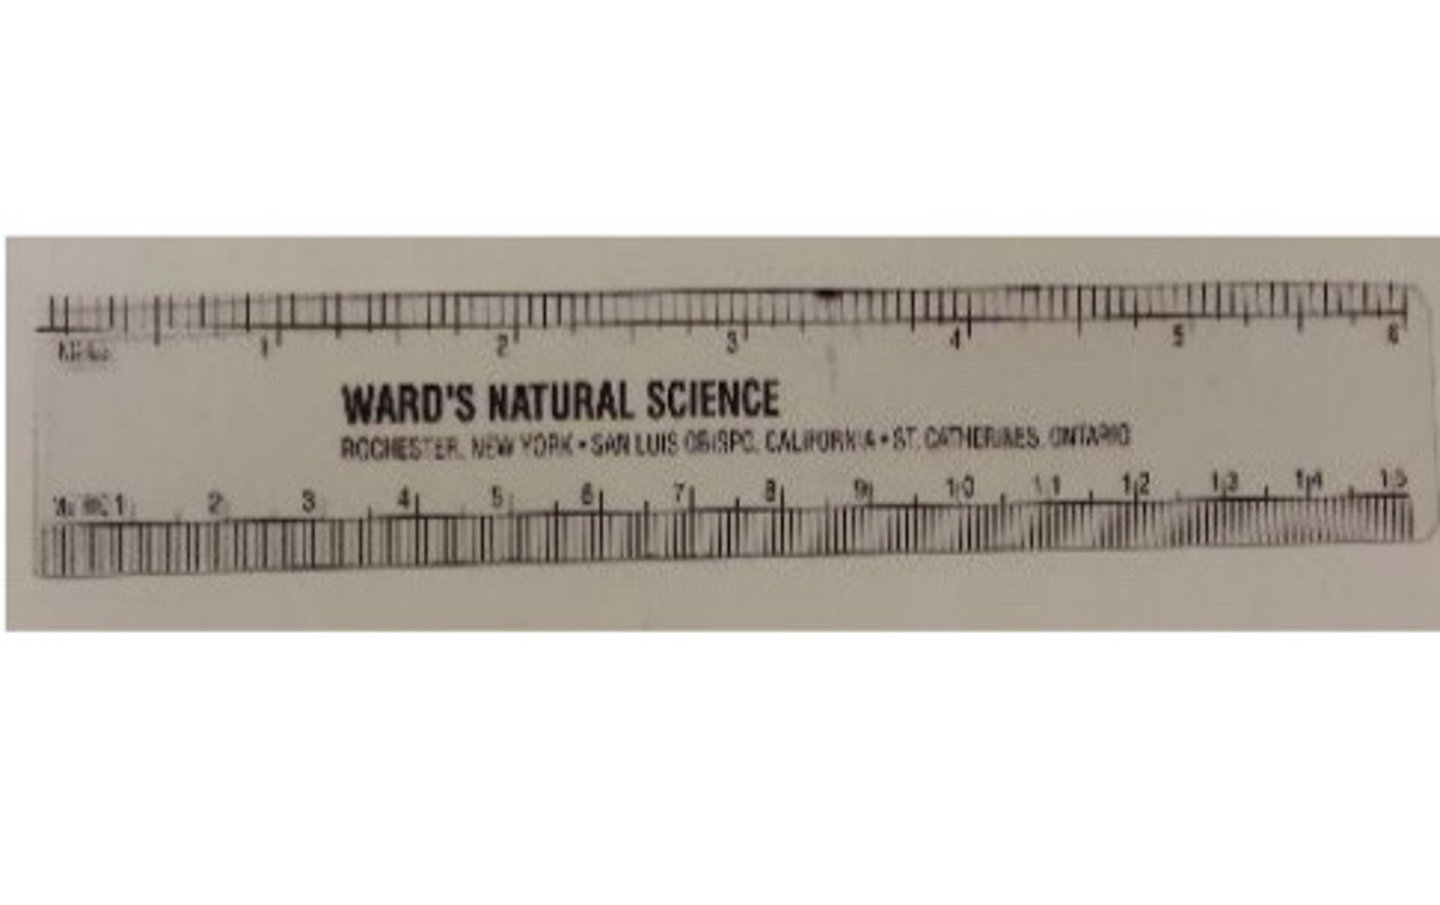 1 2 3 4 5 6
WARD'S NATURAL SCIENCE
ROCHESTER, NEW YORK • SAN LUIS OBISPO, CALIFORNIA • ST. CATHERINES, ONTARIO
1 2 3 4 5 6 7 8 9 10 11 12 13 14 15